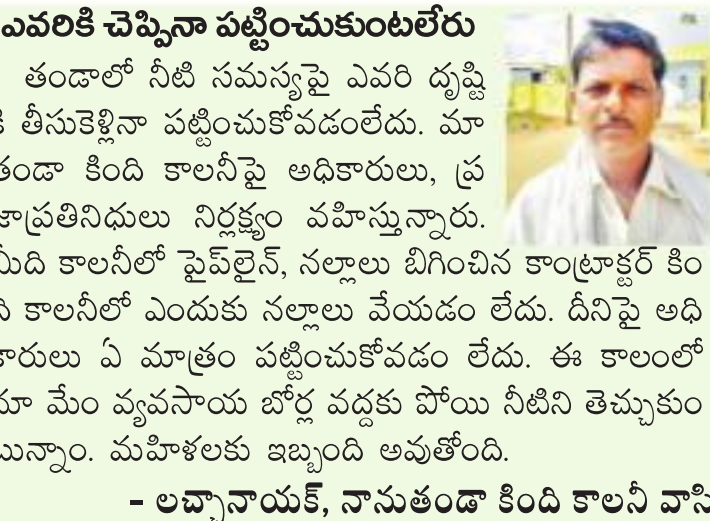 ఎవరికి చెప్పినా పట్టించుకుంటలేరు
తండాలో నీటి సమస్యపై ఎవరి దృష్టి
కి తీసుకెళ్లినా పట్టించుకోవడంలేదు. మా
తండా కింది కాలనీపై అధికారులు, ప్ర
జాప్రతినిధులు నిర్లక్ష్యం వహిస్తున్నారు.
మీది కాలనీలో పైప్‌లైన్, నల్లాలు బిగించిన కాంట్రాక్టర్ కిం
ది కాలనీలో ఎందుకు నల్లాలు వేయడం లేదు. దీనిపై అధి
కారులు ఏ మాత్రం పట్టించుకోవడం లేదు. ఈ కాలంలో
నూ మేం వ్యవసాయ బోర్ల వద్దకు పోయి నీటిని తెచ్చుకుం
టున్నాం. మహిళలకు ఇబ్బంది అవుతోంది.
- లచ్చానాయక్, నానుతండా కింది కాలనీ వాసి